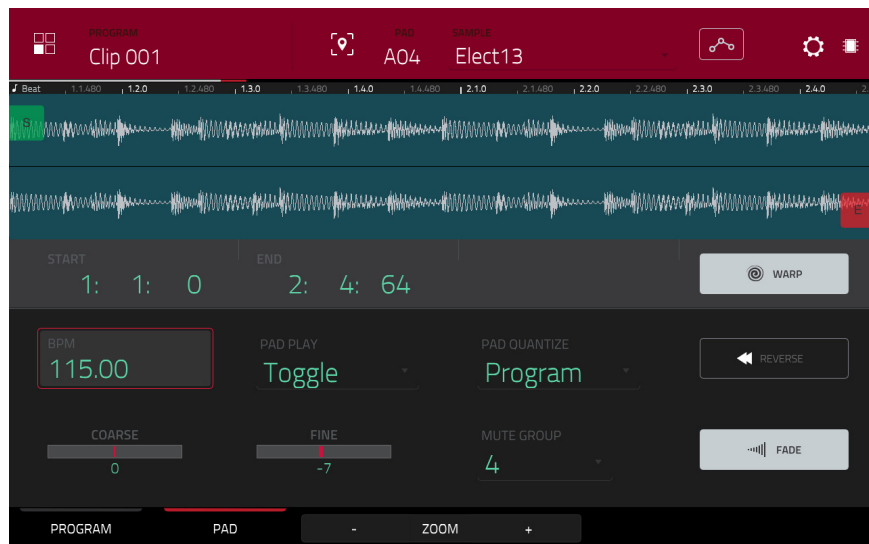 PROGRAM PAD SAMPLE
Clip 001 A04 Elect13
Beat 1.1.480 1.2.0 1.2.480 1.3.0 1.3.480 1.4.0 1.4.480 2.1.0 2.1.480 2.2.0 2.2.480 2.3.0 2.3.480 2.4.0 2.
S
E
START END
1: 1: 0 2: 4: 64
WARP
BPM PAD PLAY PAD QUANTIZE
115.00 Toggle Program
REVERSE
COARSE FINE MUTE GROUP
0 -7 4
FADE
PROGRAM PAD - ZOOM +